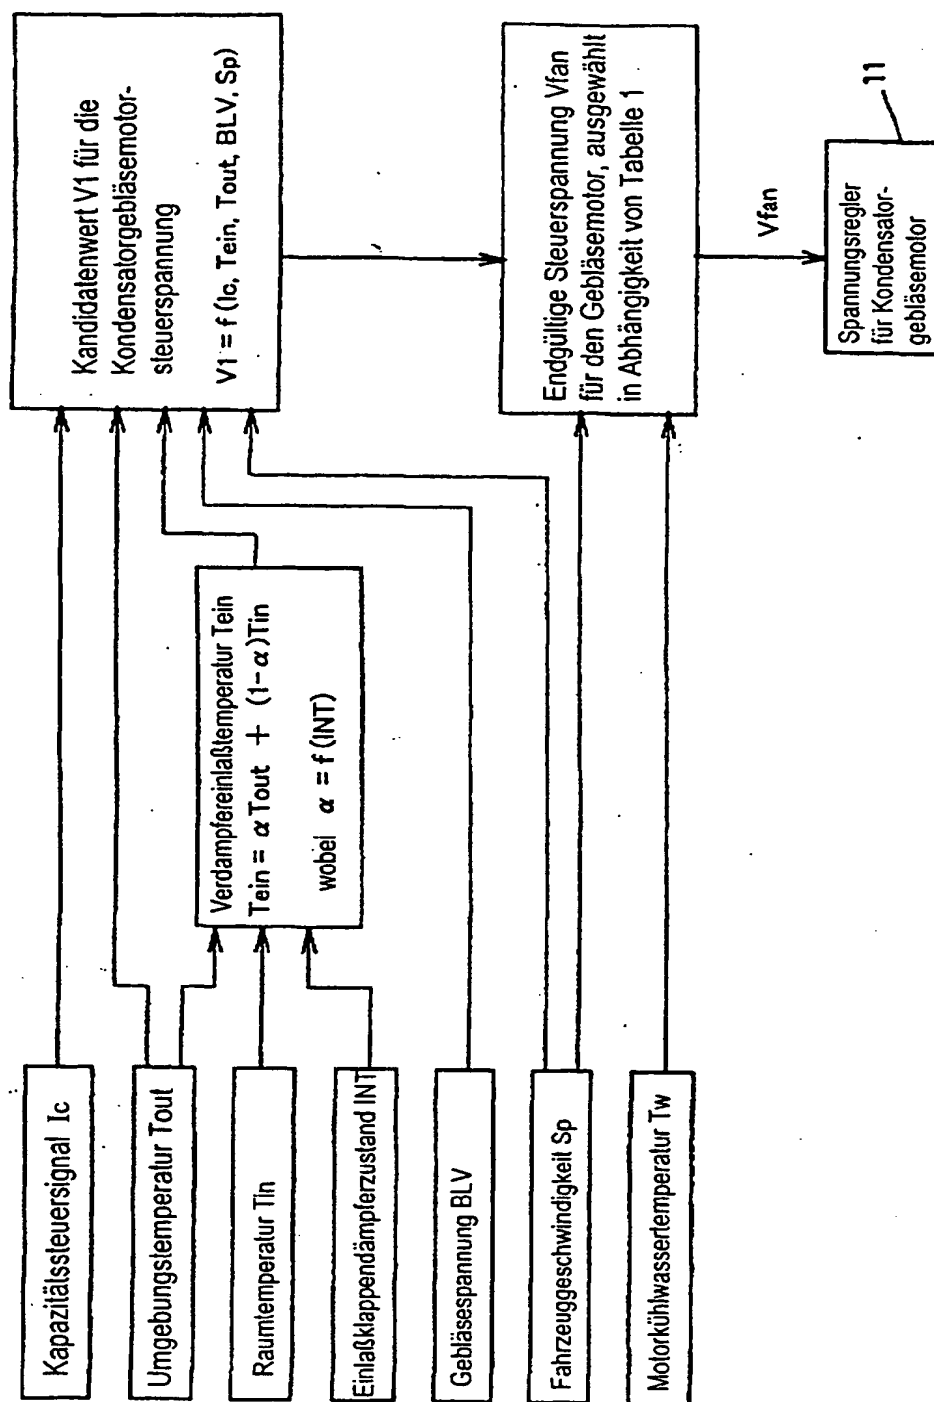 Kapazitätssteuersignal Ic
Umgebungstemperatur Tout
Raumtemperatur Tin
Einlaßklappendämpferzustand INT
Gebläsespannung BLV
Fahrzeuggeschwindigkeit Sp
Motorkühlwassertemperatur Tw
Verdampfereinlaßtemperatur Tein
Tein = α Tout + (1-α)Tin
wobei α = f(INT)
Kandidatenwert V1 für die
Kondensatorgebläsemotor-
steuerspannung
V1 = f (Ic, Tein, Tout, BLV, Sp)
Endgültige Steuerspannung Vfan
für den Gebläsemotor, ausgewählt
in Abhängigkeit von Tabelle 1
Vfan
Spannungsregler
für Kondensator-
gebläsemotor
11